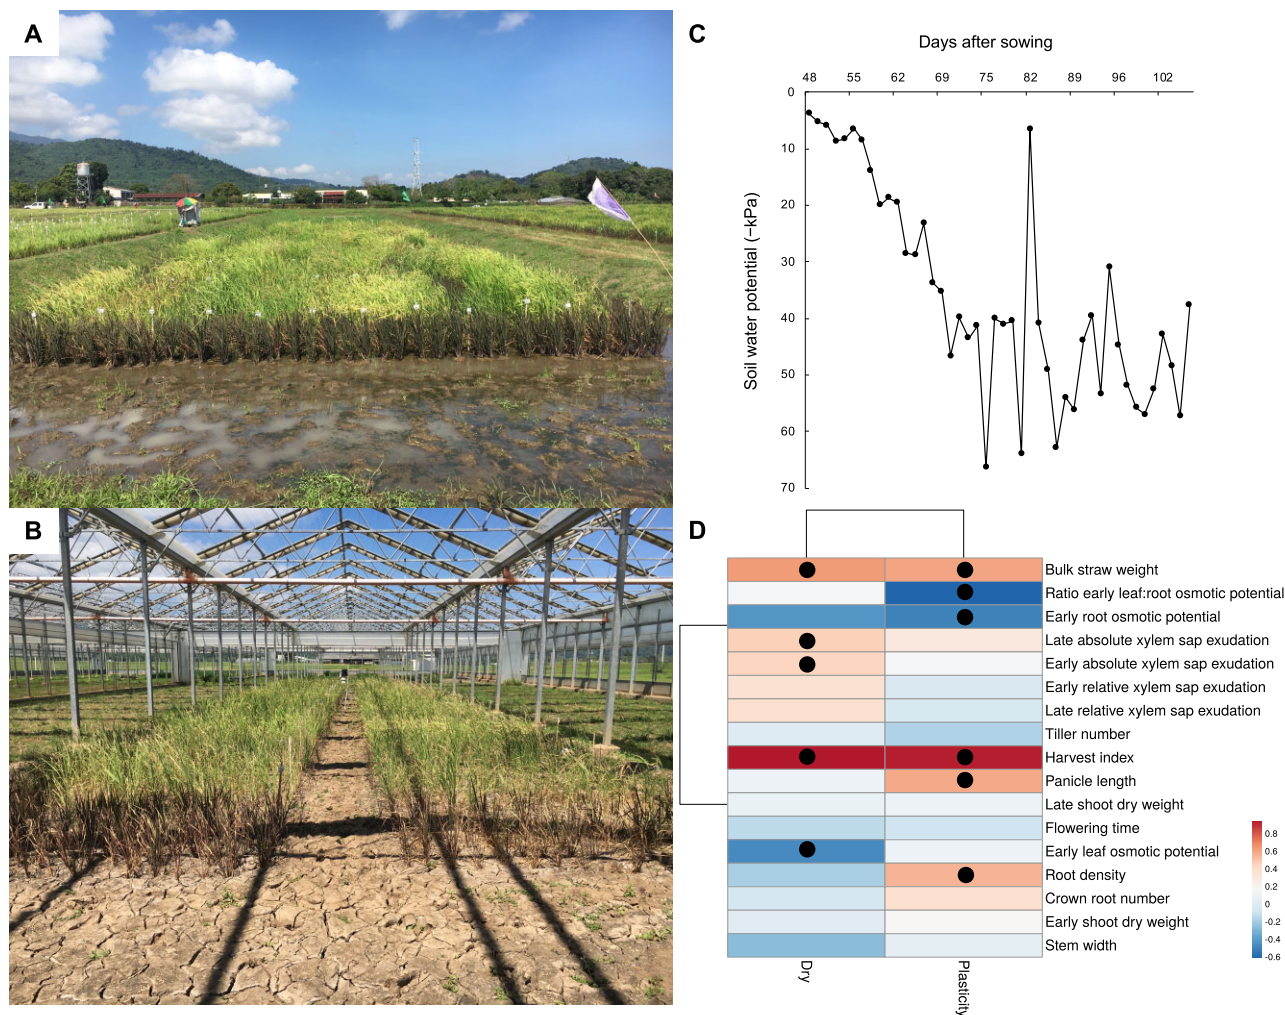 A
B
C
Days after sowing
48 55 62 69 75 82 89 96 102
0
10
20
30
40
50
60
70
Soil water potential (−kPa)
D
Bulk straw weight
Ratio early leaf:root osmotic potential
Early root osmotic potential
Late absolute xylem sap exudation
Early absolute xylem sap exudation
Early relative xylem sap exudation
Late relative xylem sap exudation
Tiller number
Harvest index
Panicle length
Late shoot dry weight
Flowering time
Early leaf osmotic potential
Root density
Crown root number
Early shoot dry weight
Stem width
Dry
Plasticity
0.8
0.6
0.4
0.2
0
-0.2
-0.4
-0.6